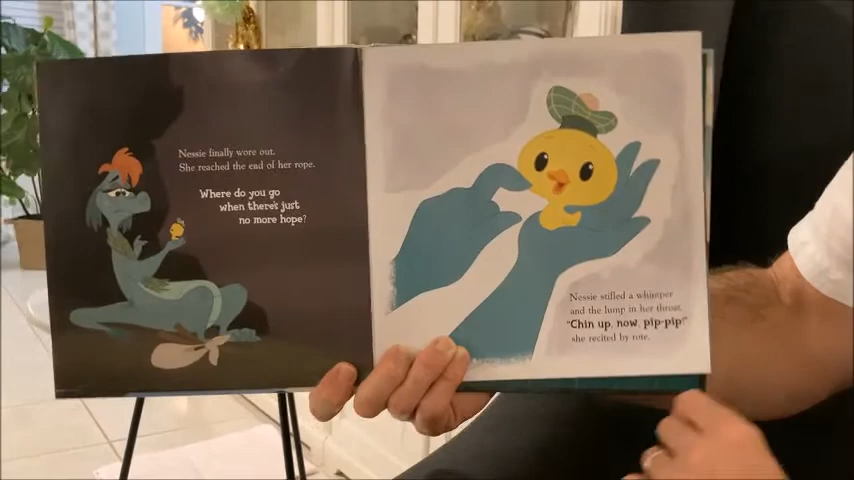 Nessie finally wore out.
She reached the end of her rope.
Where do you go
when there's just
no more hope?
Nessie stifled a whimper
and the lump in her throat.
"Chin up, now, pip-pip!"
she recited by rote.